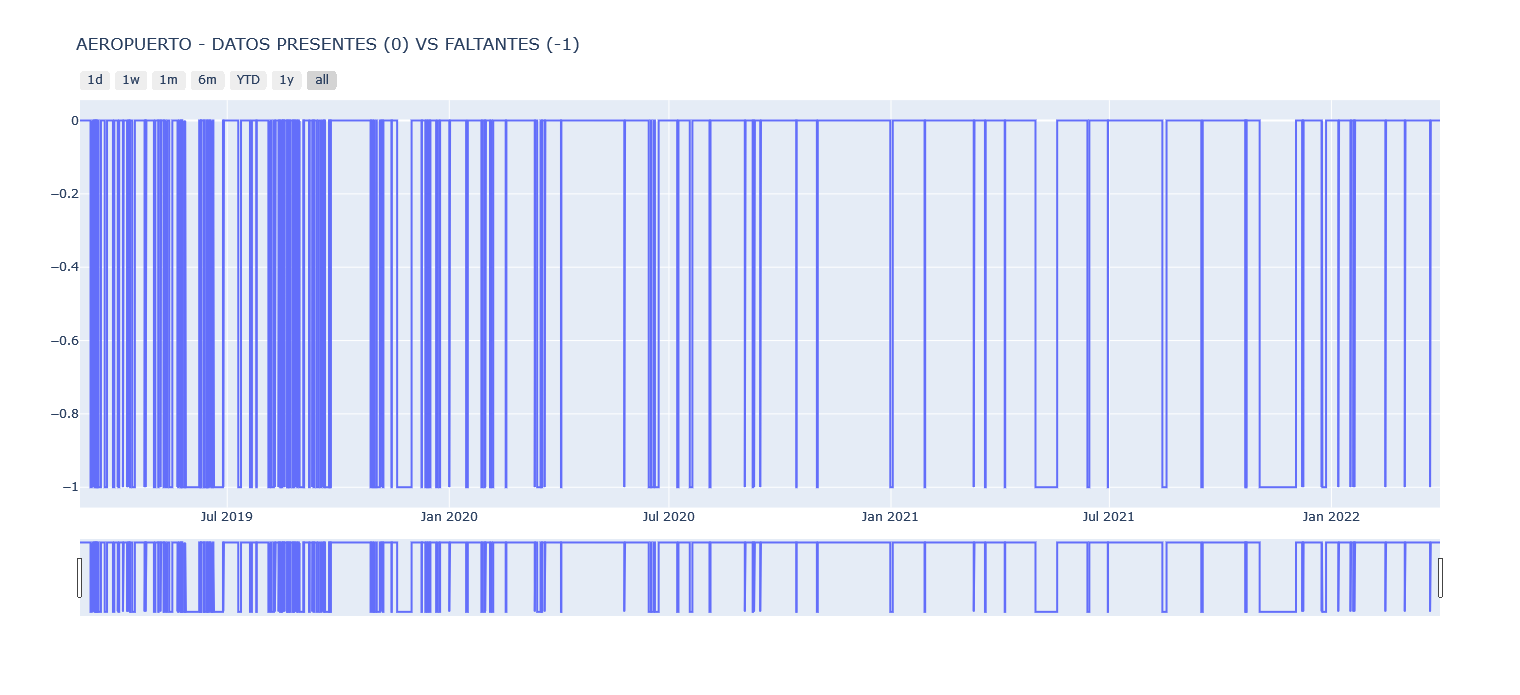 AEROPUERTO - DATOS PRESENTES (0) VS FALTANTES (-1)
1d 1w 1m 6m YTD 1y all
0
−0.2
−0.4
−0.6
−0.8
−1
Jul 2019 Jan 2020 Jul 2020 Jan 2021 Jul 2021 Jan 2022